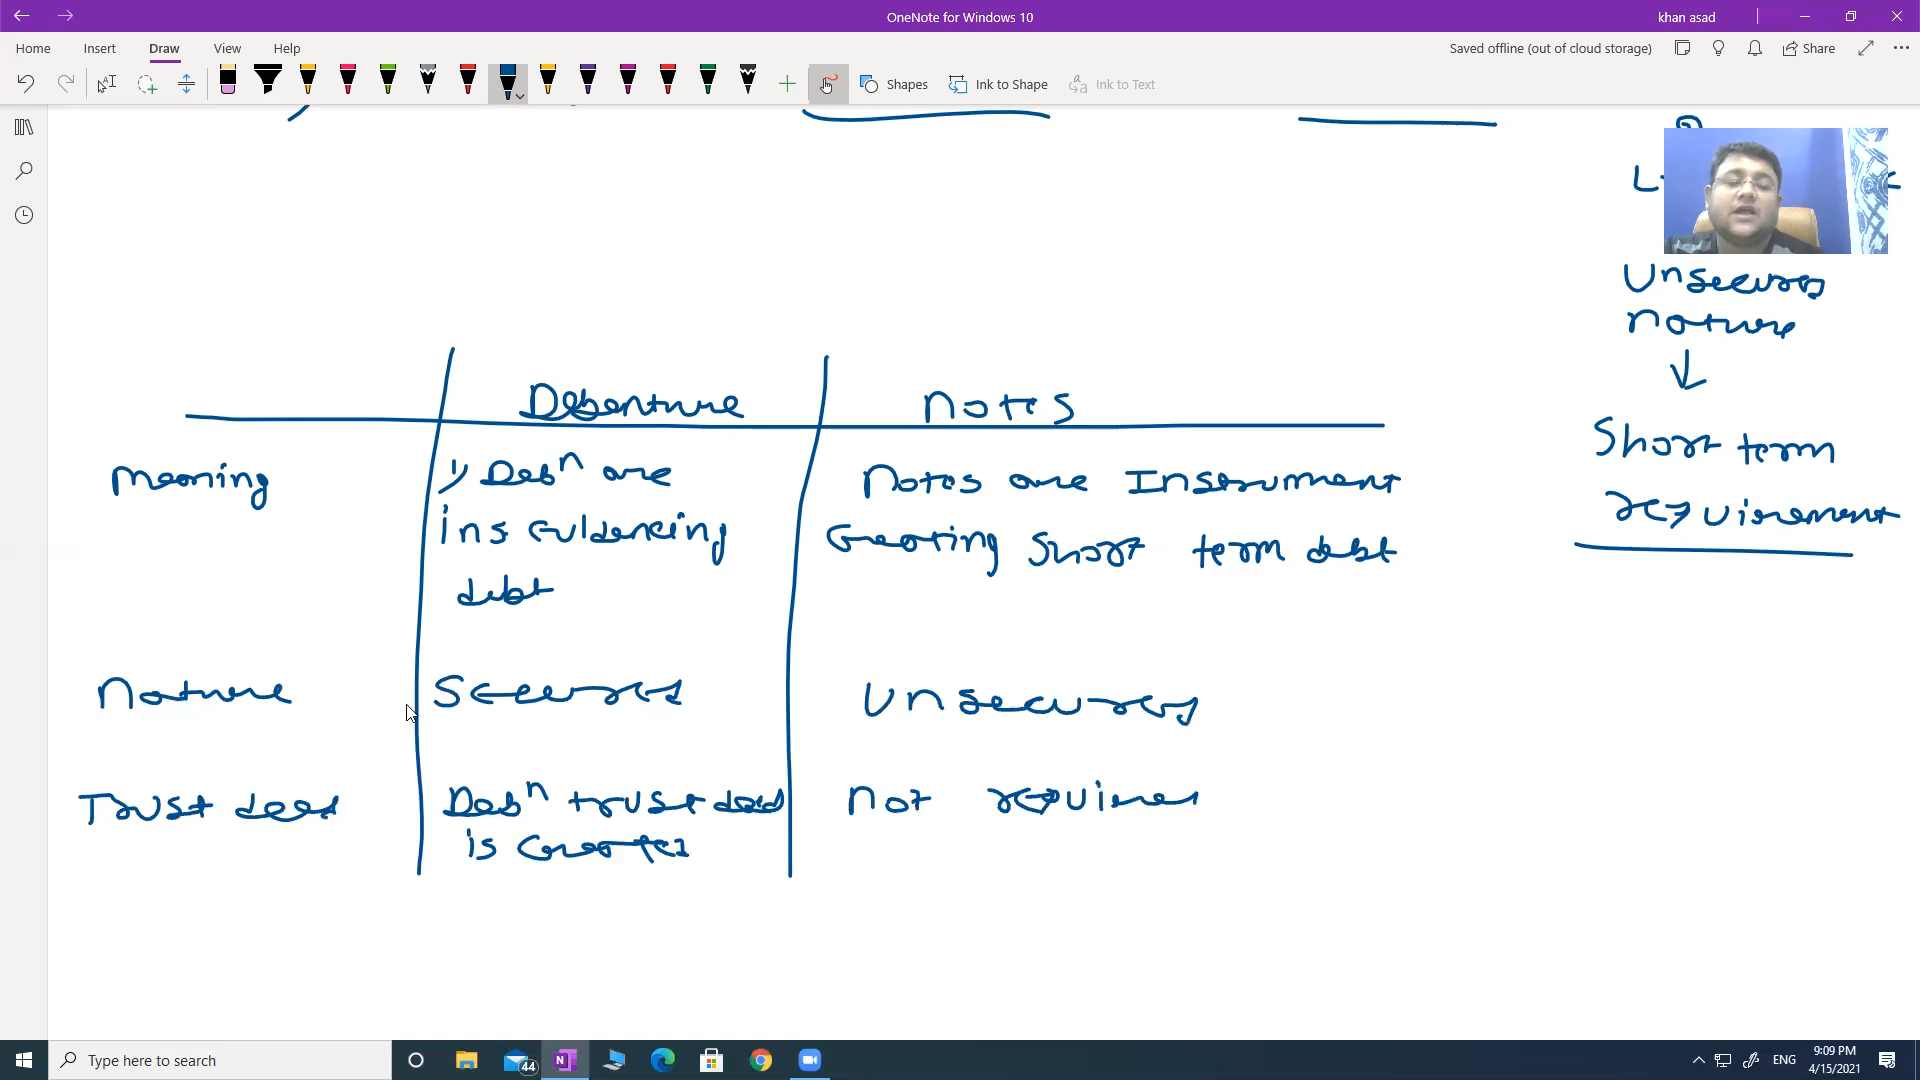 OneNote for Windows 10
khan asad
Home Insert Draw View Help
Saved offline (out of cloud storage)
Share
Shapes
Ink to Shape
Ink to Text
Unsecured
nature
Short term
requirement
Debenture
Notes
Meaning
1) Debn are
ins evidencing
debt
Notes are Instrument
Creating Short term debt
Nature
Secured
Unsecured
Trust deed
Debn trust deed
is created
Not required
Type here to search
44
ENG
9:09 PM
4/15/2021